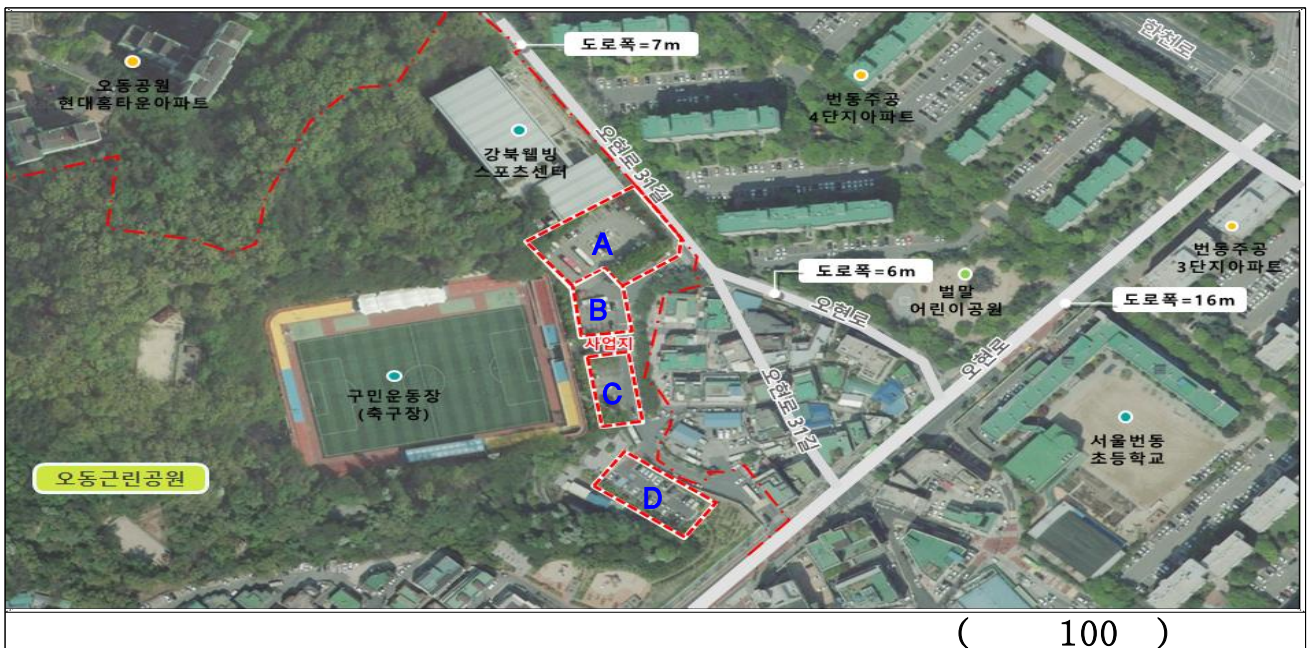 도로폭=7m
한천로
오동공원
현대홈타운아파트
번동주공
4단지아파트
오현로 31길
강북웰빙
스포츠센터
A
번동주공
3단지아파트
도로폭=6m
벌말
어린이공원
도로폭=16m
B
오현로
사업지
오현로
C
구민운동장
(축구장)
오현로 31길
서울번동
초등학교
오동근린공원
D
( 100 )